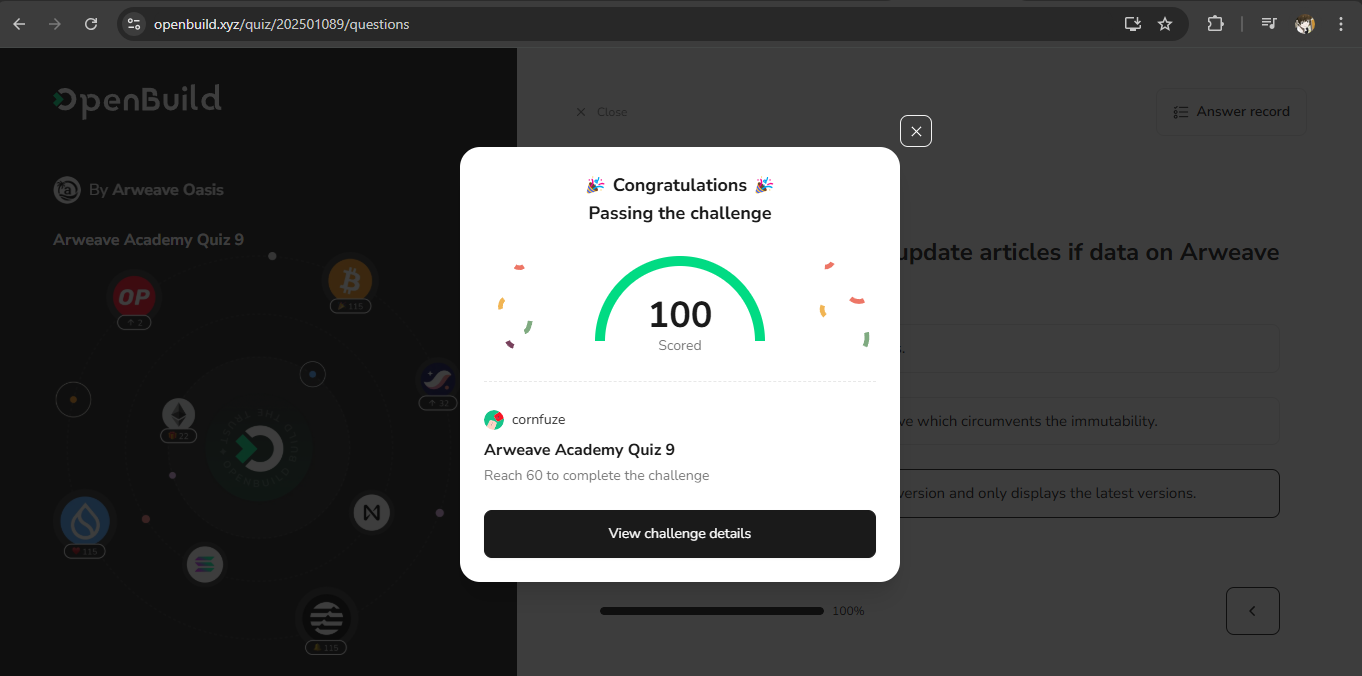 openbuild.xyz/quiz/202501089/questions
OpenBuild
By Arweave Oasis
Arweave Academy Quiz 9
OP
2
115
32
22
115
115
Close
Answer record
update articles if data on Arweave
s.
ve which circumvents the immutability.
version and only displays the latest versions.
100%
Congratulations
Passing the challenge
100
Scored
cornfuze
Arweave Academy Quiz 9
Reach 60 to complete the challenge
View challenge details